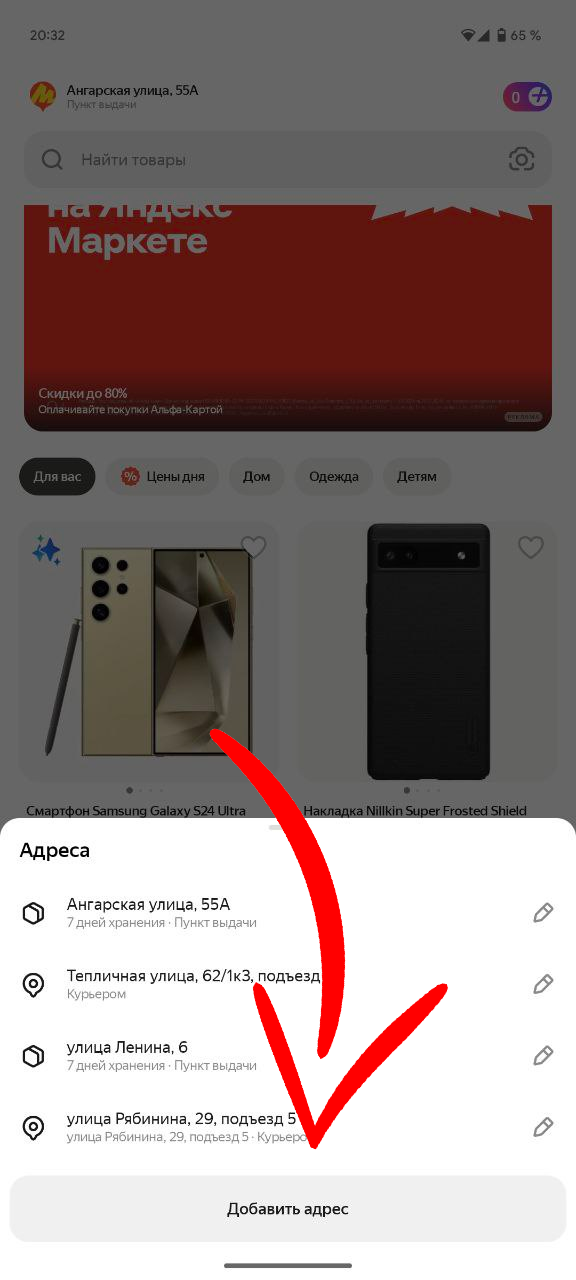 20:32
65 %
Ангарская улица, 55А
Пункт выдачи
0
Найти товары
на Яндекс
Маркете
Скидки до 80%
Оплачивайте покупки Альфа-Картой
РЕКЛАМА
Для вас
% Цены дня
Дом
Одежда
Детям
Смартфон Samsung Galaxy S24 Ultra
Накладка Nillkin Super Frosted Shield
Адреса
Ангарская улица, 55А
7 дней хранения · Пункт выдачи
Тепличная улица, 62/1к3, подъезд
Курьером
улица Ленина, 6
7 дней хранения · Пункт выдачи
улица Рябинина, 29, подъезд 5
улица Рябинина, 29, подъезд 5 · Курьеро
Добавить адрес